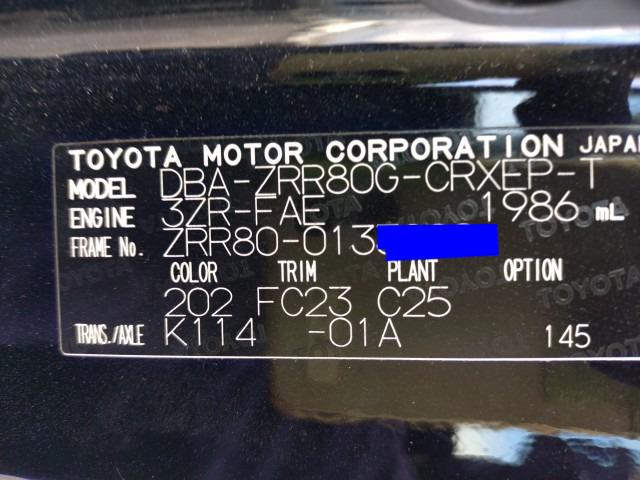 TOYOTA MOTOR CORPORATION JAPAN
MODEL DBA-ZRR80G-CRXEP-T
ENGINE 3ZR-FAE 1986 mL
FRAME No. ZRR80-013
COLOR TRIM PLANT OPTION
202 FC23 C25
TRANS./AXLE K114 -01A 145